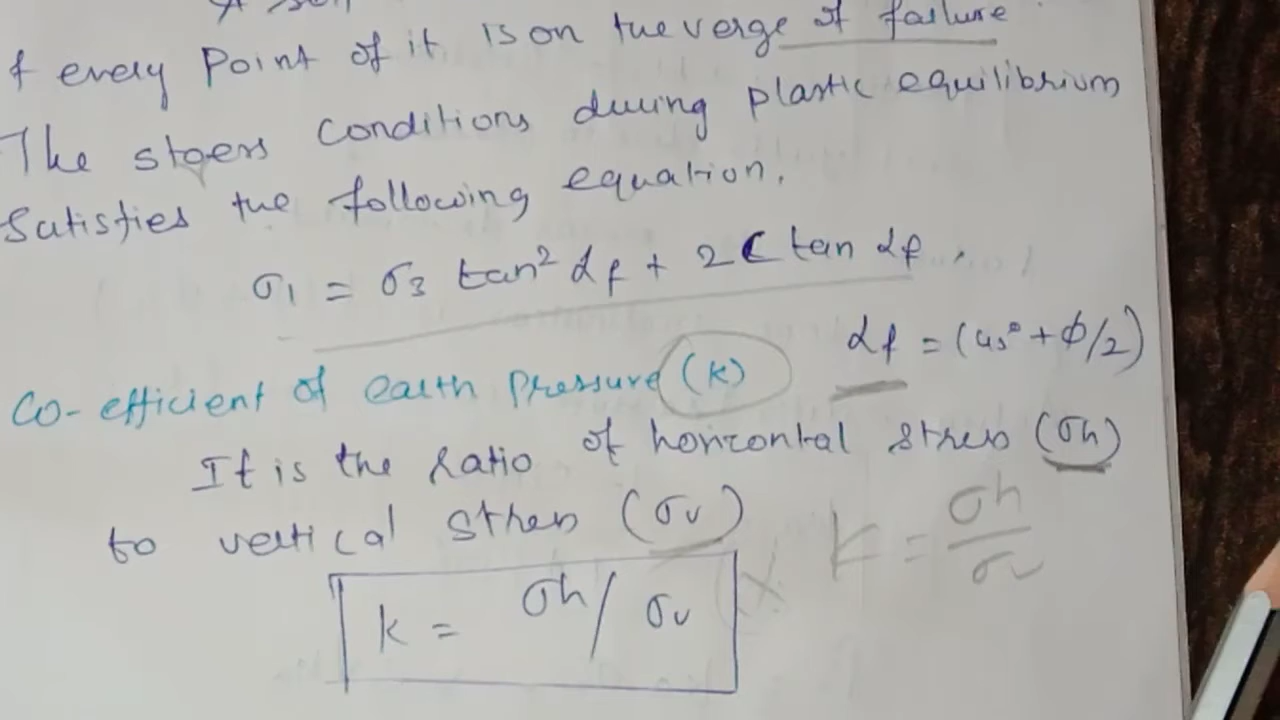 & every Point of it is on the verge of failure
The stress conditions during plastic equilibrium
Satisfies the following equation.
σ1 = σ3 tan² αf + 2C tan αf.
αf = (45° + ϕ/2)
Co-efficient of earth pressure (K)
It is the ratio of horizontal stress (σh)
to vertical stress (σv)
K = σh/σv
K = σh/σv